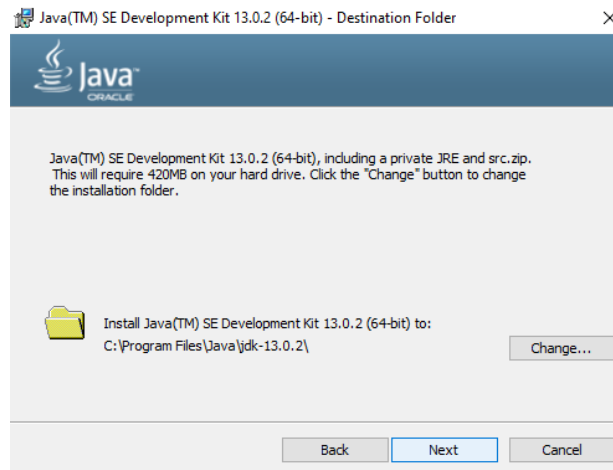 Java(TM) SE Development Kit 13.0.2 (64-bit) - Destination Folder
Java™
ORACLE
Java(TM) SE Development Kit 13.0.2 (64-bit), including a private JRE and src.zip.
This will require 420MB on your hard drive. Click the "Change" button to change
the installation folder.
Install Java(TM) SE Development Kit 13.0.2 (64-bit) to:
C:\Program Files\Java\jdk-13.0.2\
Change...
Back Next Cancel